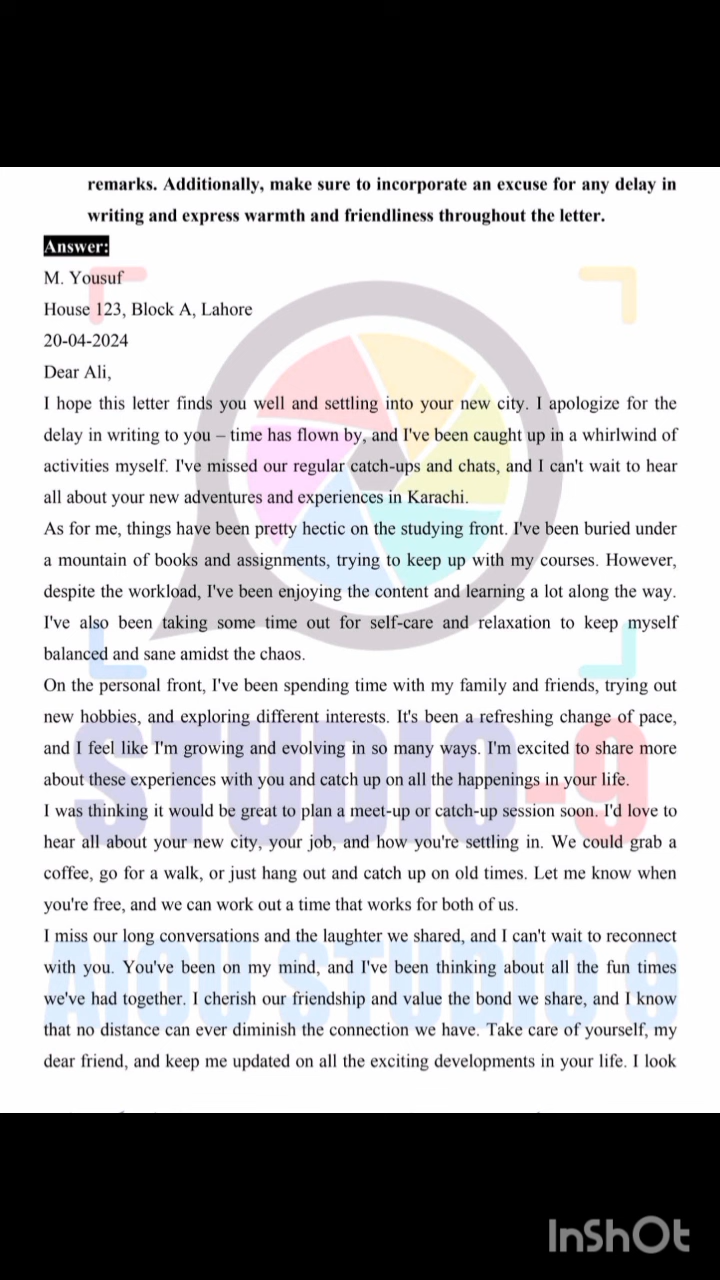 remarks. Additionally, make sure to incorporate an excuse for any delay in
writing and express warmth and friendliness throughout the letter.
Answer:
M. Yousuf
House 123, Block A, Lahore
20-04-2024
Dear Ali,
I hope this letter finds you well and settling into your new city. I apologize for the
delay in writing to you – time has flown by, and I've been caught up in a whirlwind of
activities myself. I've missed our regular catch-ups and chats, and I can't wait to hear
all about your new adventures and experiences in Karachi.
As for me, things have been pretty hectic on the studying front. I've been buried under
a mountain of books and assignments, trying to keep up with my courses. However,
despite the workload, I've been enjoying the content and learning a lot along the way.
I've also been taking some time out for self-care and relaxation to keep myself
balanced and sane amidst the chaos.
On the personal front, I've been spending time with my family and friends, trying out
new hobbies, and exploring different interests. It's been a refreshing change of pace,
and I feel like I'm growing and evolving in so many ways. I'm excited to share more
about these experiences with you and catch up on all the happenings in your life.
I was thinking it would be great to plan a meet-up or catch-up session soon. I'd love to
hear all about your new city, your job, and how you're settling in. We could grab a
coffee, go for a walk, or just hang out and catch up on old times. Let me know when
you're free, and we can work out a time that works for both of us.
I miss our long conversations and the laughter we shared, and I can't wait to reconnect
with you. You've been on my mind, and I've been thinking about all the fun times
we've had together. I cherish our friendship and value the bond we share, and I know
that no distance can ever diminish the connection we have. Take care of yourself, my
dear friend, and keep me updated on all the exciting developments in your life. I look
STUDIO-9
AIOU STUDIO 9
InShOt